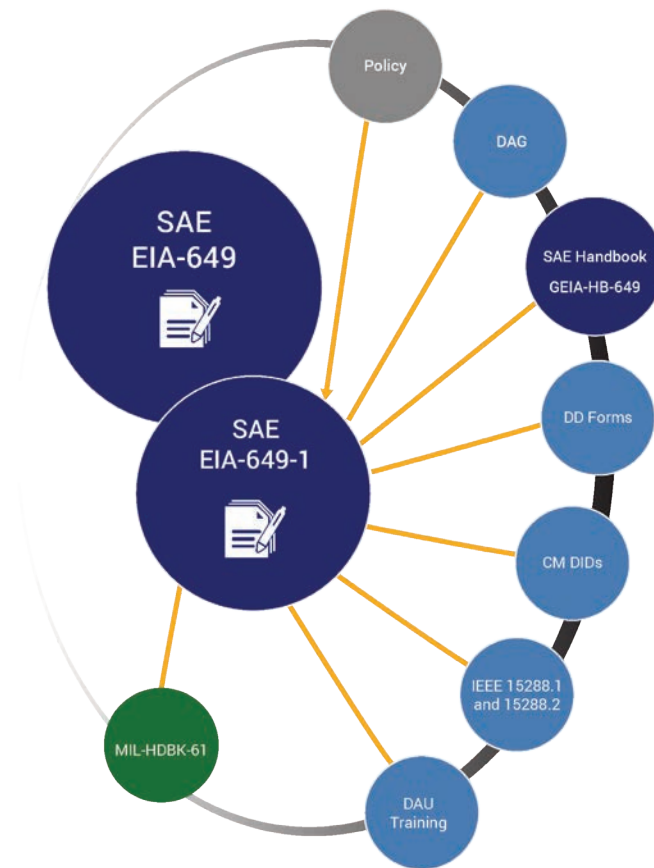 Policy
DAG
SAE
EIA-649
SAE Handbook
GEIA-HB-649
DD Forms
SAE
EIA-649-1
CM DIDs
IEEE 15288.1
and 15288.2
MIL-HDBK-61
DAU
Training